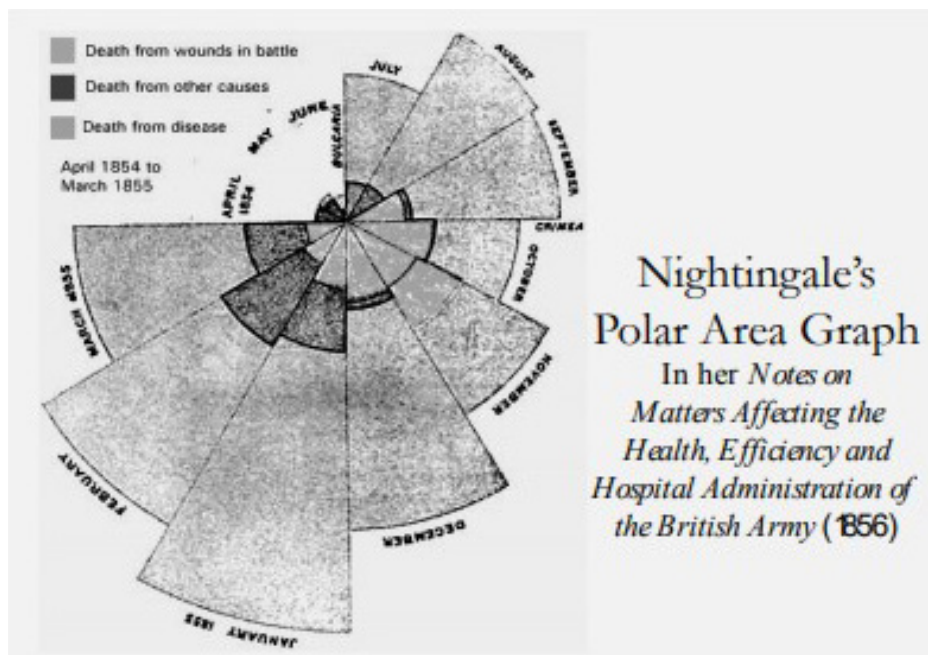 Death from wounds in battle
Death from other causes
Death from disease
April 1854 to
March 1855
APRIL
1854
MAY
JUNE
BULGARIA
JULY
AUGUST
SEPTEMBER
CRIMEA
OCTOBER
NOVEMBER
DECEMBER
JANUARY 1855
FEBRUARY
MARCH 1855
Nightingale's
Polar Area Graph
In her Notes on
Matters Affecting the
Health, Efficiency and
Hospital Administration of
the British Army (1856)